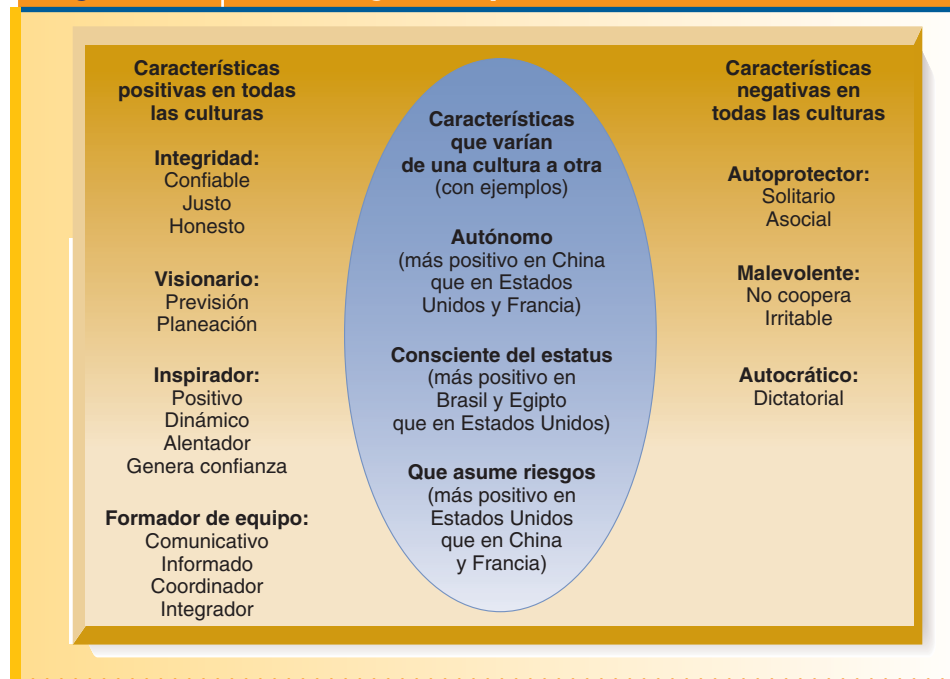 Características
positivas en todas
las culturas
Integridad:
Confiable
Justo
Honesto
Visionario:
Previsión
Planeación
Inspirador:
Positivo
Dinámico
Alentador
Genera confianza
Formador de equipo:
Comunicativo
Informado
Coordinador
Integrador
Características
que varían
de una cultura a otra
(con ejemplos)
Autónomo
(más positivo en China
que en Estados
Unidos y Francia)
Consciente del estatus
(más positivo en
Brasil y Egipto
que en Estados Unidos)
Que asume riesgos
(más positivo en
Estados Unidos
que en China
y Francia)
Características
negativas en
todas las culturas
Autoprotector:
Solitario
Asocial
Malevolente:
No coopera
Irritable
Autocrático:
Dictatorial